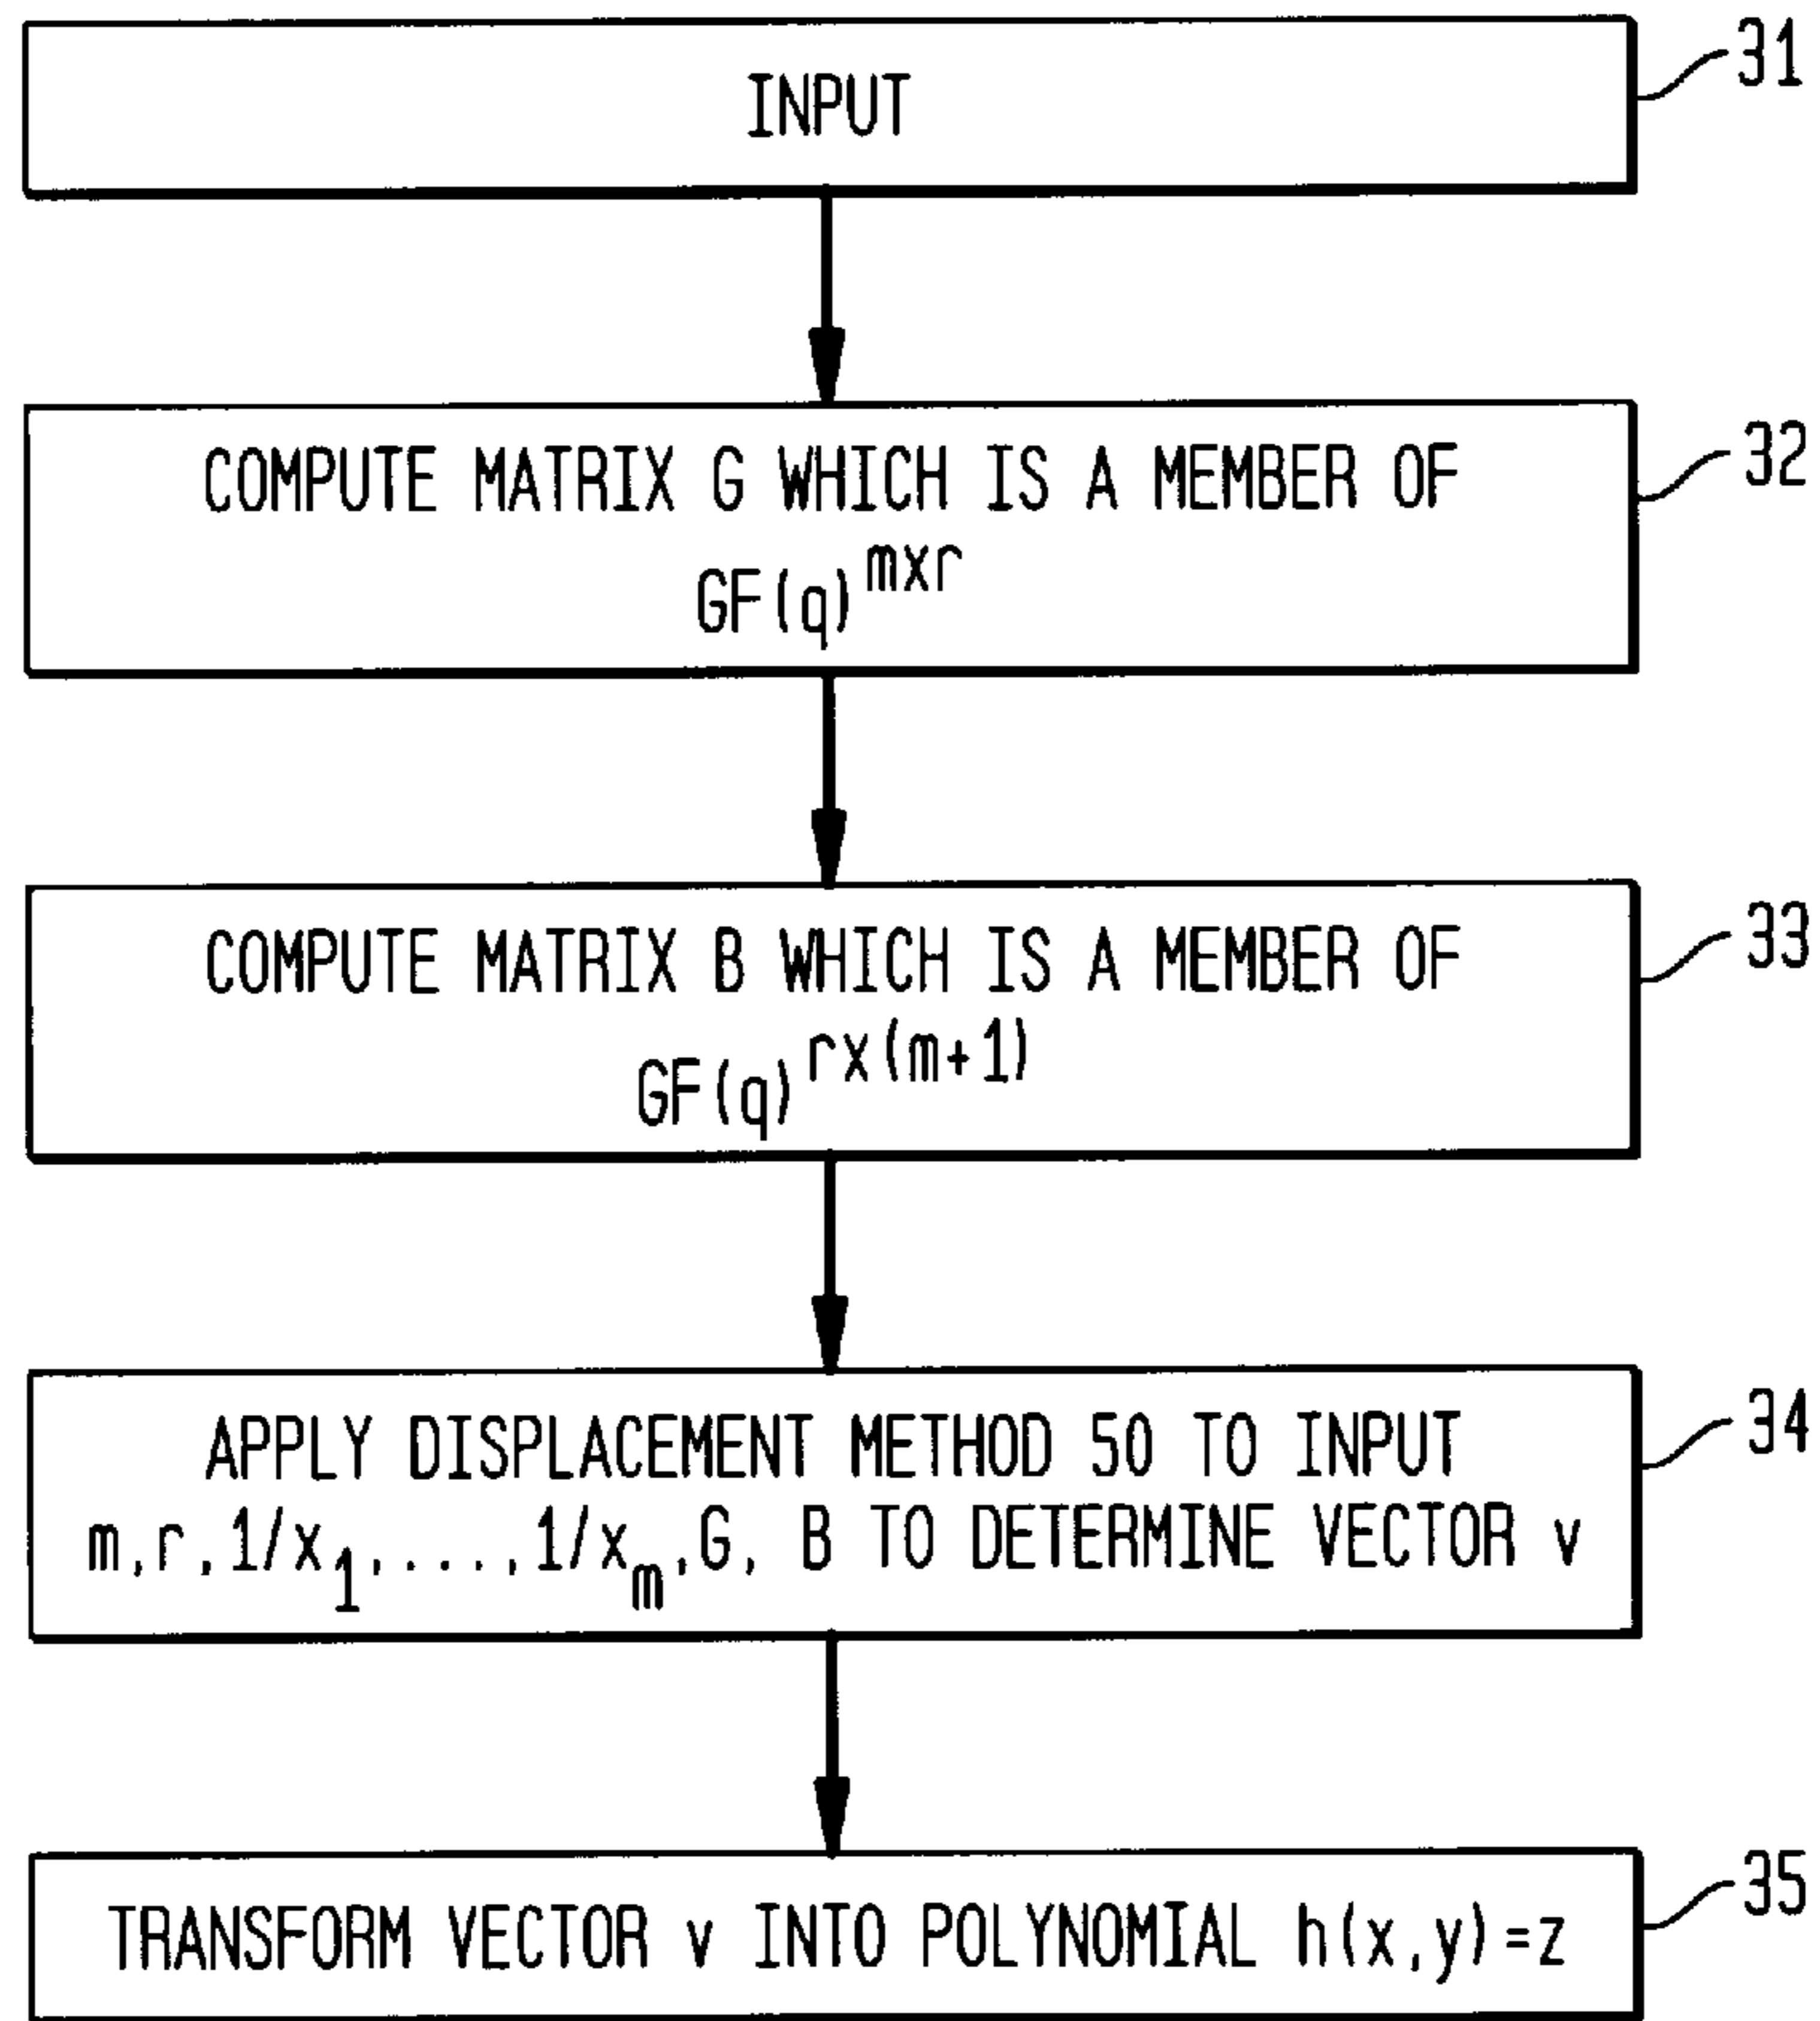 INPUT
31
COMPUTE MATRIX G WHICH IS A MEMBER OF
GF(q)^mxr
32
COMPUTE MATRIX B WHICH IS A MEMBER OF
GF(q)^rx(m+1)
33
APPLY DISPLACEMENT METHOD 50 TO INPUT
m,r,1/x_1,...,1/x_m,G, B TO DETERMINE VECTOR v
34
TRANSFORM VECTOR v INTO POLYNOMIAL h(x,y)=z
35